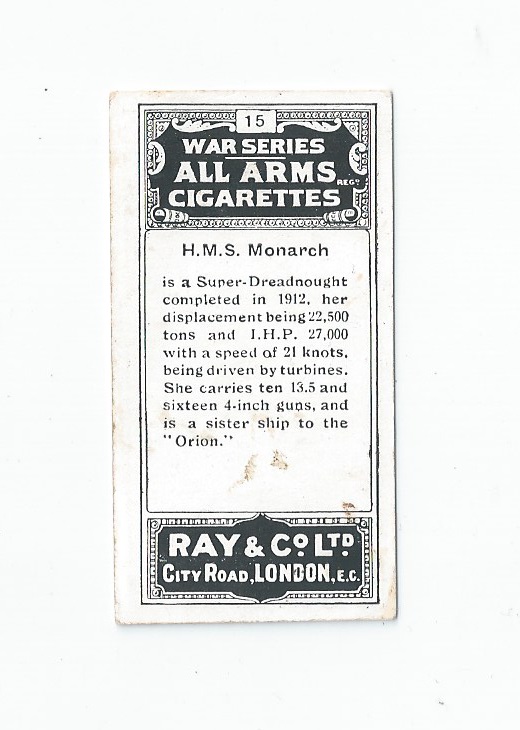 15
WAR SERIES
ALL ARMS
REGD
CIGARETTES
H.M.S. Monarch
is a Super-Dreadnought
completed in 1912, her
displacement being 22,500
tons and I.H.P. 27,000
with a speed of 21 knots,
being driven by turbines.
She carries ten 13.5 and
sixteen 4-inch guns, and
is a sister ship to the
"Orion."
RAY & CO. LTD.
CITY ROAD, LONDON, E.C.